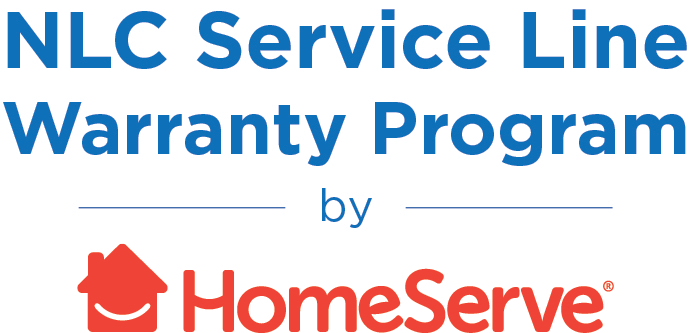 NLC Service Line
Warranty Program
by
HomeServe®